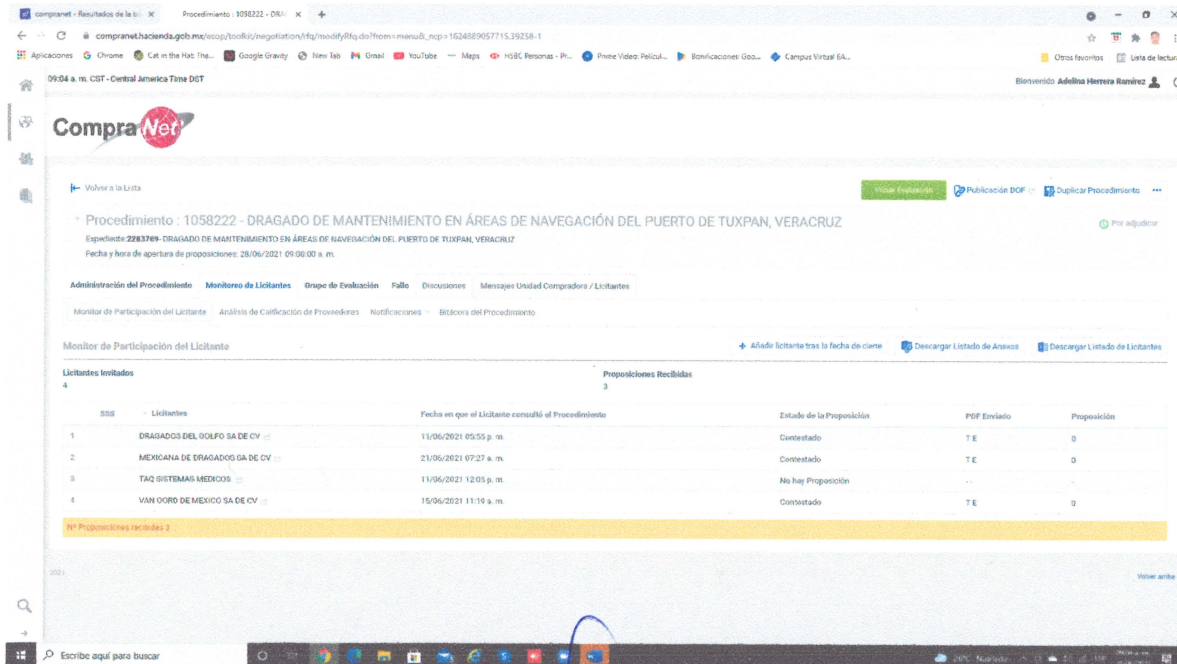 compranet - Resultados de la bú
Procedimiento : 1058222 - DRA
compranet.hacienda.gob.mx/esop/toolkit/negotiation/rfq/modifyRfq.do?from=menu&_ncp=1624889057715.39258-1
Aplicaciones Chrome Cat in the Hat: The... Google Gravity New Tab Gmail YouTube Maps HSBC Personas - Pr... Prime Video: Pelicul... Bonificaciones: Goo... Campus Virtual EA... Otros favoritos Lista de lectura
09:04 a. m. CST - Central America Time DST
Bienvenido Adelina Herrera Ramírez
CompraNet
Volver a la Lista
Iniciar Evaluación Publicación DOF Duplicar Procedimiento ...
Procedimiento : 1058222 - DRAGADO DE MANTENIMIENTO EN ÁREAS DE NAVEGACIÓN DEL PUERTO DE TUXPAN, VERACRUZ
Por adjudicar
Expediente:2283769- DRAGADO DE MANTENIMIENTO EN ÁREAS DE NAVEGACIÓN DEL PUERTO DE TUXPAN, VERACRUZ
Fecha y hora de apertura de proposiciones: 28/06/2021 09:00:00 a. m.
Administración del Procedimiento Monitoreo de Licitantes Grupo de Evaluación Fallo Discusiones Mensajes Unidad Compradora / Licitantes
Monitor de Participación del Licitante Análisis de Calificación de Proveedores Notificaciones Bitácora del Procedimiento
Monitor de Participación del Licitante
+ Añadir licitante tras la fecha de cierre Descargar Listado de Anexos Descargar Listado de Licitantes
Licitantes Invitados Proposiciones Recibidas
4 3
SSS Licitantes Fecha en que el Licitante consultó el Procedimiento Estado de la Proposición PDF Enviado Proposición
1 DRAGADOS DEL GOLFO SA DE CV 11/06/2021 05:55 p. m. Contestado T E 0
2 MEXICANA DE DRAGADOS SA DE CV 21/06/2021 07:27 a. m. Contestado T E 0
3 TAQ SISTEMAS MEDICOS 11/06/2021 12:05 p. m. No hay Proposición
4 VAN OORD DE MEXICO SA DE CV 15/06/2021 11:19 a. m. Contestado T E 0
Nº Proposiciones recibidas 3
2021
Volver arriba
Escribe aquí para buscar
Nublado